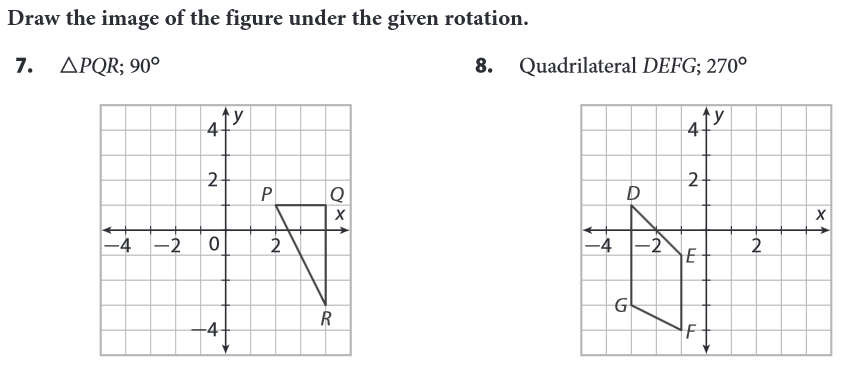 Draw the image of the figure under the given rotation.
7. △PQR; 90°
8. Quadrilateral DEFG; 270°
y
4
2
P
Q
x
−4
−2
0
2
R
−4
y
4
2
D
x
−4
−2
2
E
G
F